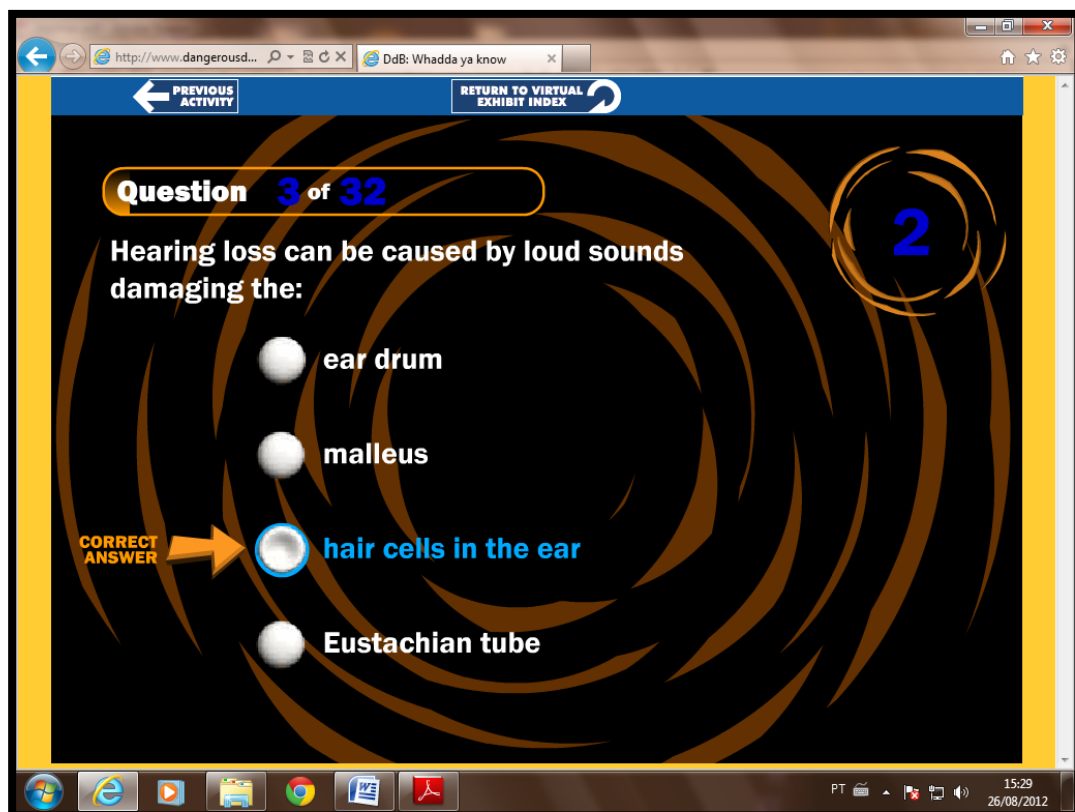 http://www.dangerousd...
DdB: Whadda ya know
PREVIOUS
ACTIVITY
RETURN TO VIRTUAL
EXHIBIT INDEX
Question 3 of 32
2
Hearing loss can be caused by loud sounds
damaging the:
ear drum
malleus
CORRECT
ANSWER
hair cells in the ear
Eustachian tube
PT
15:29
26/08/2012